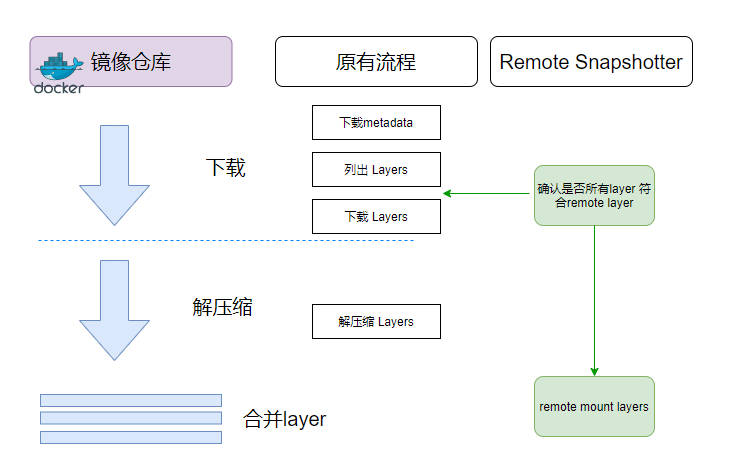 镜像仓库
docker
原有流程
Remote Snapshotter
下载metadata
下载
列出 Layers
确认是否所有layer 符
合remote layer
下载 Layers
解压缩
解压缩 Layers
合并layer
remote mount layers